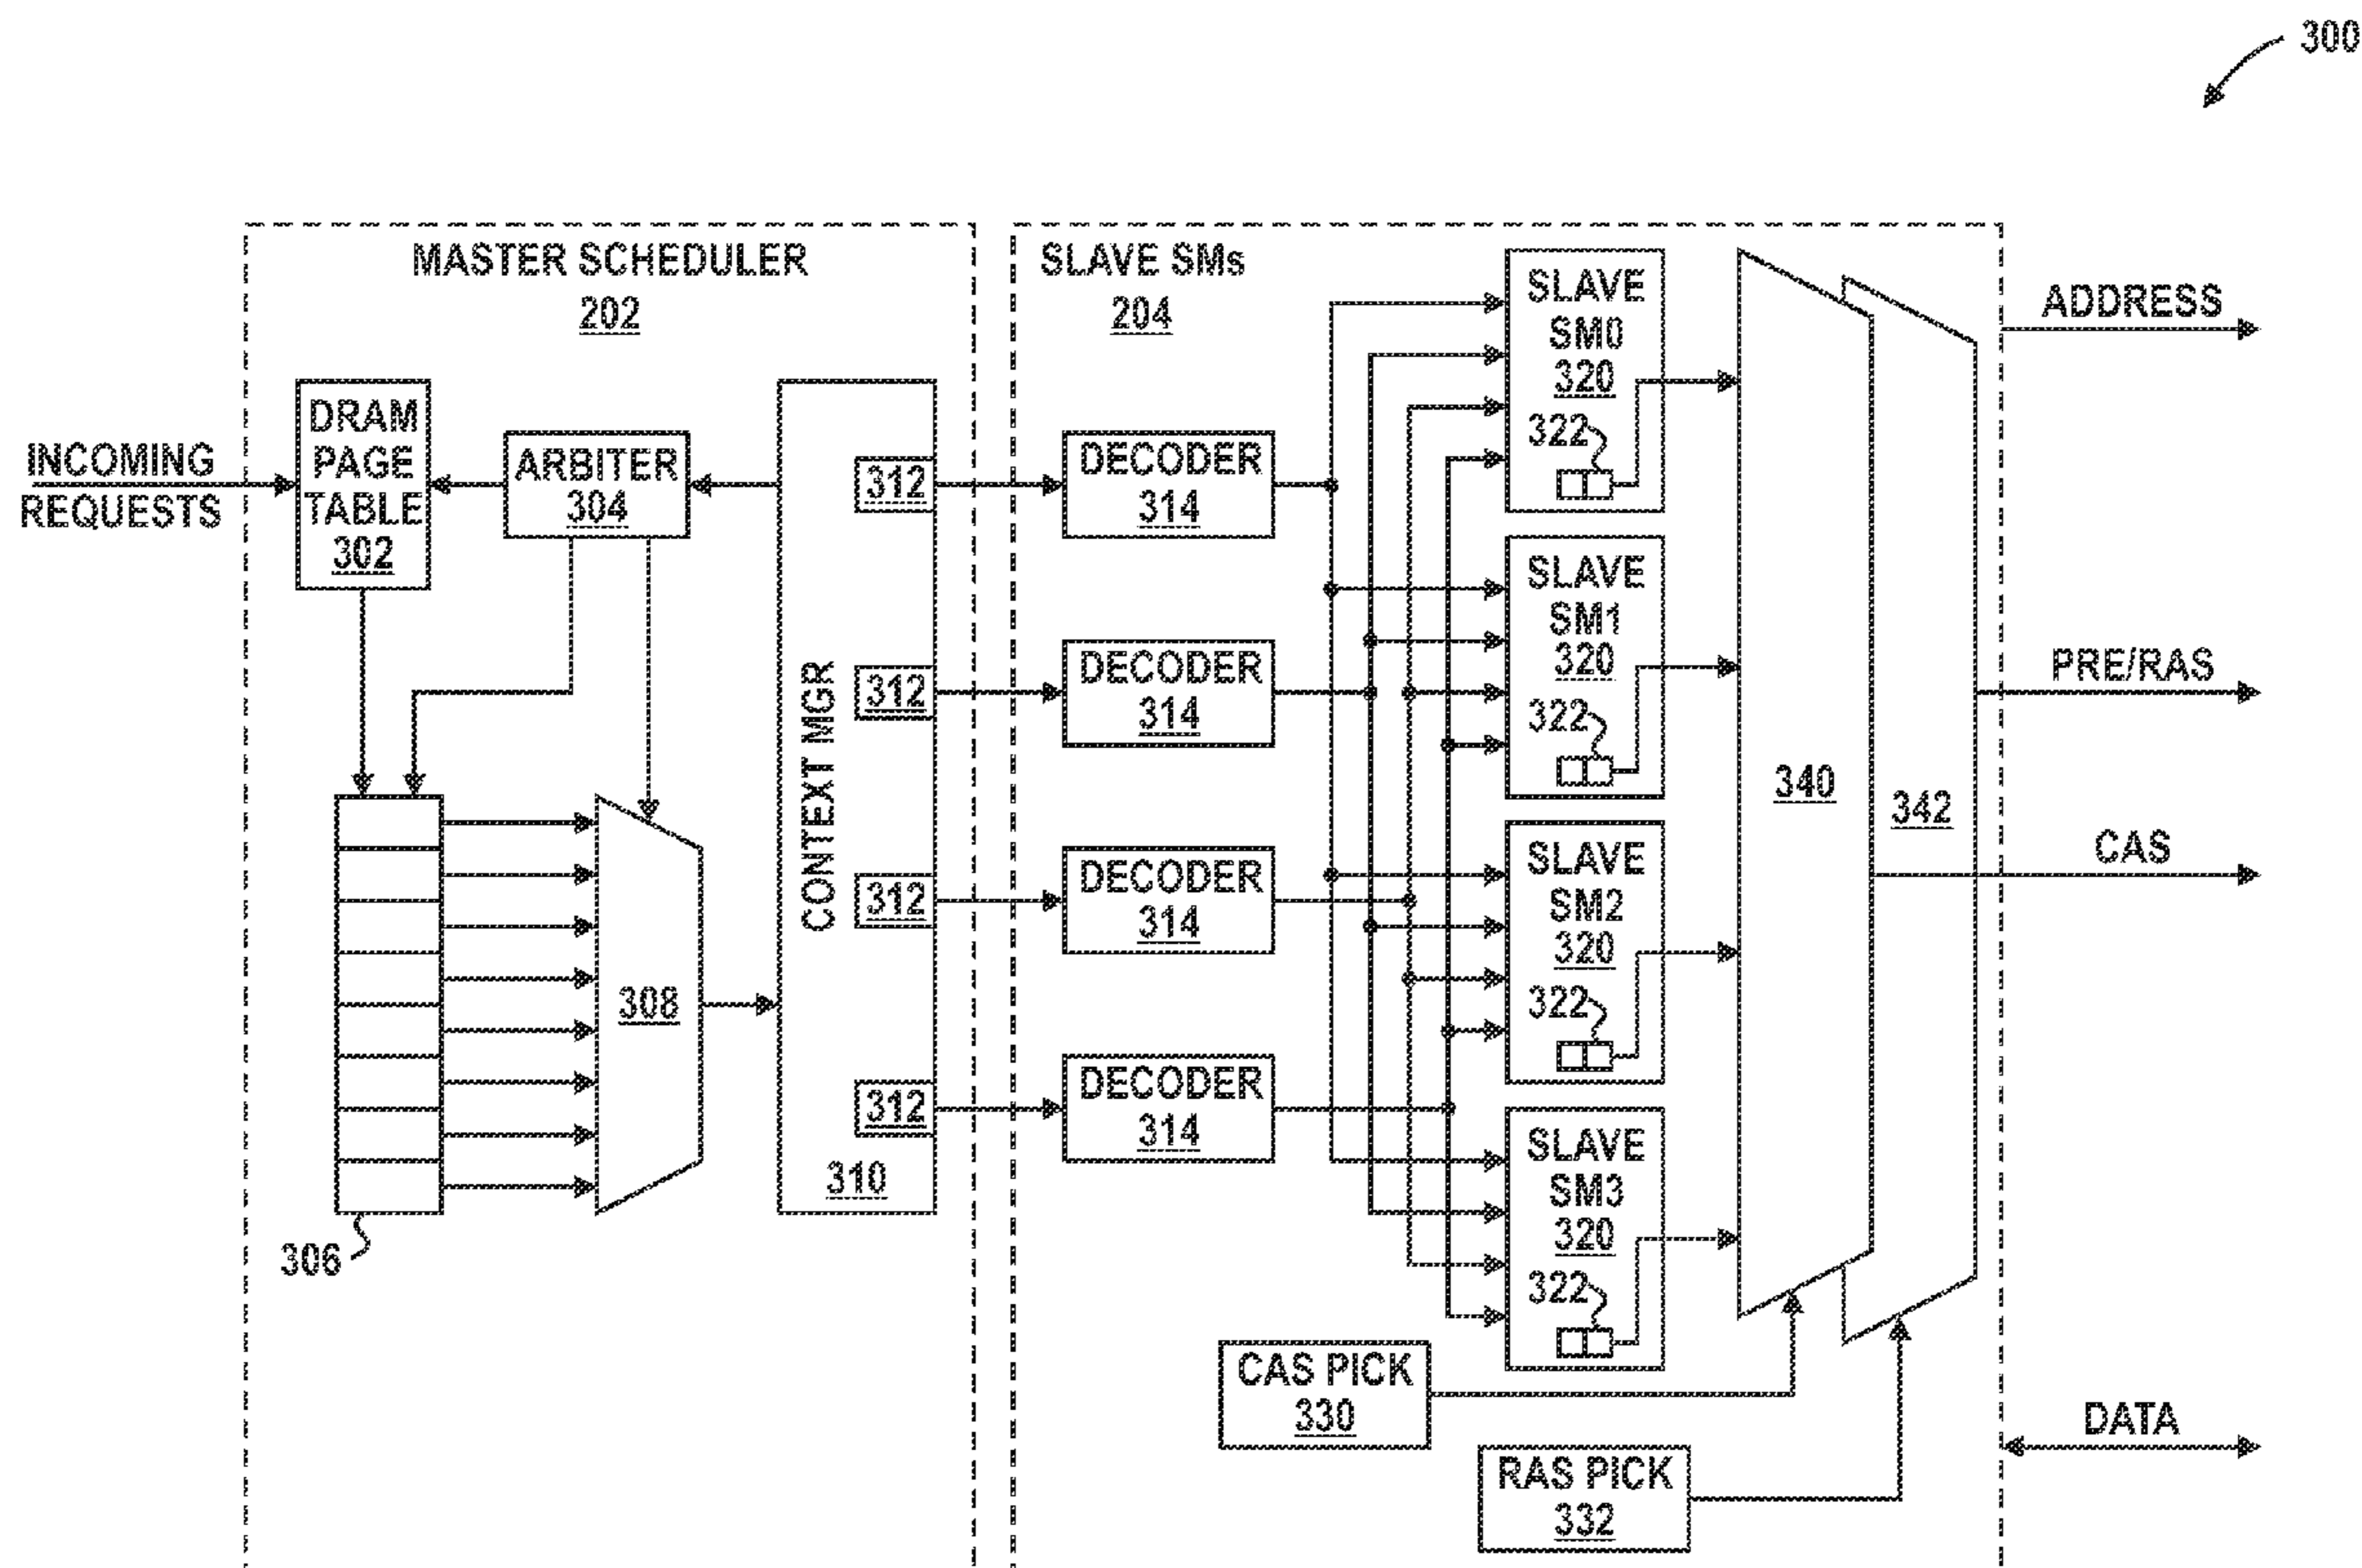 300
MASTER SCHEDULER
202
SLAVE SMs
204
INCOMING
REQUESTS
DRAM
PAGE
TABLE
302
ARBITER
304
306
308
CONTEXT MGR
310
312
312
312
312
DECODER
314
DECODER
314
DECODER
314
DECODER
314
SLAVE
SM0
320
322
SLAVE
SM1
320
322
SLAVE
SM2
320
322
SLAVE
SM3
320
322
CAS PICK
330
RAS PICK
332
340
342
ADDRESS
PRE/RAS
CAS
DATA